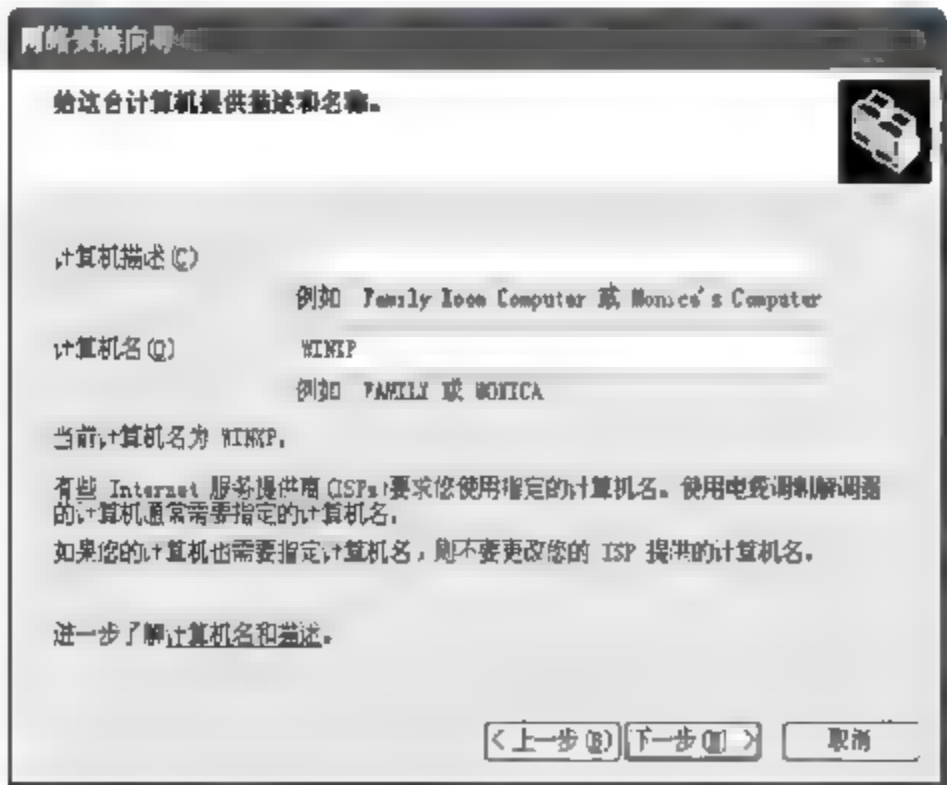 网络安装向导
给这台计算机提供描述和名称。
计算机描述(C)
例如 Family Room Computer 或 Monica's Computer
计算机名(O)
WINXP
例如 FAMILY 或 MONICA
当前计算机名为 WINXP。
有些 Internet 服务提供商(ISPs)要求您使用指定的计算机名。使用电缆调制解调器
的计算机通常需要指定的计算机名。
如果您的计算机也需要指定计算机名，则不要更改您的 ISP 提供的计算机名。
进一步了解计算机名和描述。
< 上一步(B) 下一步(N) > 取消